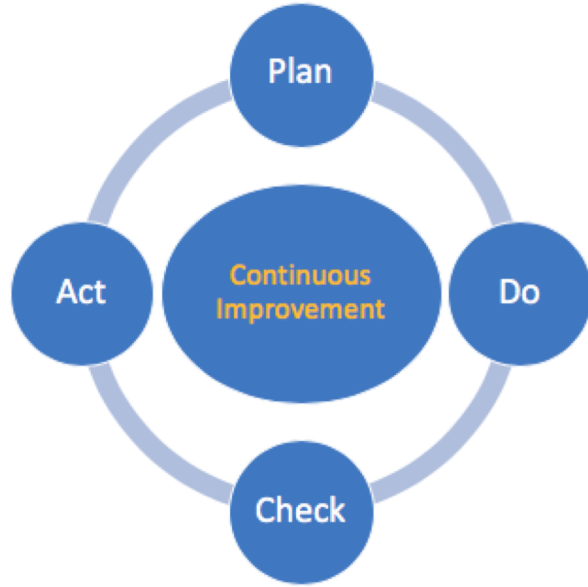 Plan
Do
Check
Act
Continuous
Improvement